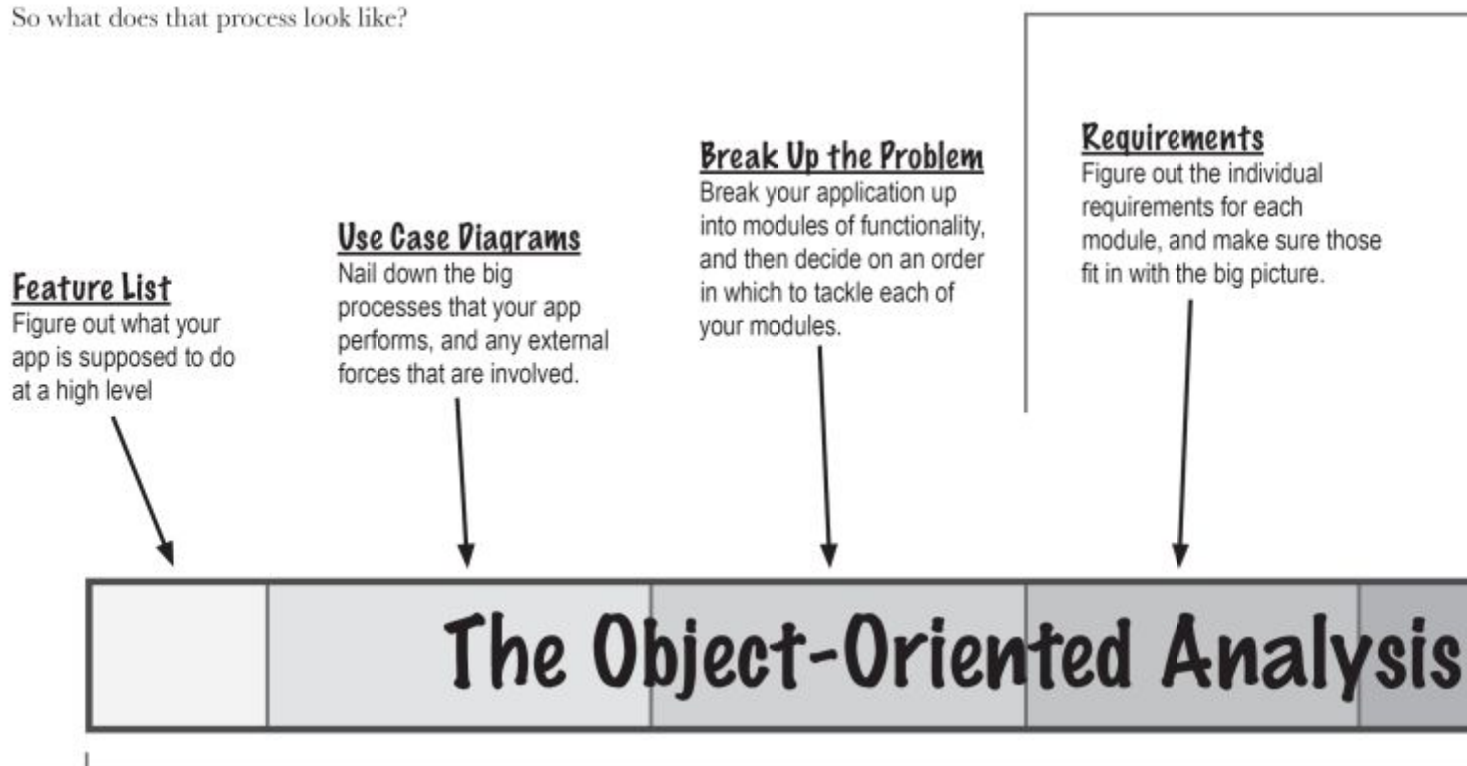 So what does that process look like?
Feature List
Figure out what your
app is supposed to do
at a high level
Use Case Diagrams
Nail down the big
processes that your app
performs, and any external
forces that are involved.
Break Up the Problem
Break your application up
into modules of functionality,
and then decide on an order
in which to tackle each of
your modules.
Requirements
Figure out the individual
requirements for each
module, and make sure those
fit in with the big picture.
The Object-Oriented Analysis